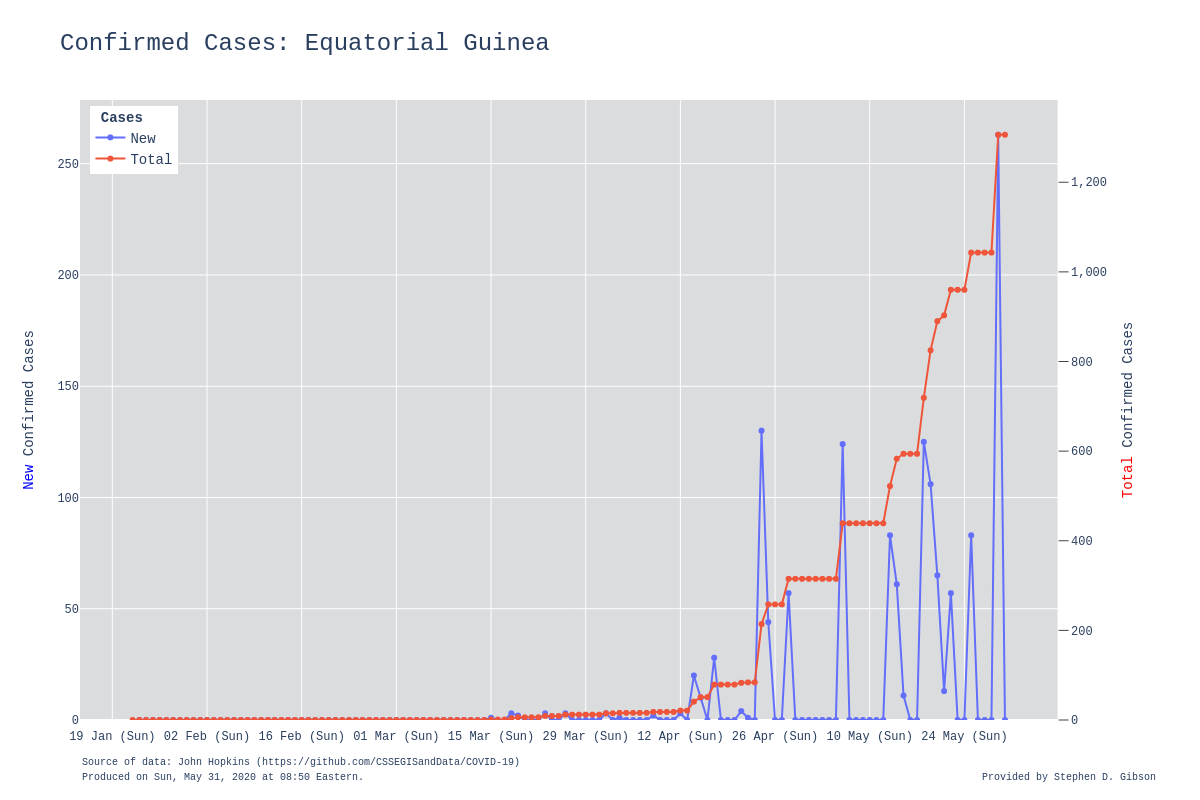 Confirmed Cases: Equatorial Guinea
Cases
New
Total
250
200
150
100
50
0
1,200
1,000
800
600
400
200
0
New Confirmed Cases
Total Confirmed Cases
19 Jan (Sun) 02 Feb (Sun) 16 Feb (Sun) 01 Mar (Sun) 15 Mar (Sun) 29 Mar (Sun) 12 Apr (Sun) 26 Apr (Sun) 10 May (Sun) 24 May (Sun)
Source of data: John Hopkins (https://github.com/CSSEGISandData/COVID-19)
Produced on Sun, May 31, 2020 at 08:50 Eastern.
Provided by Stephen D. Gibson